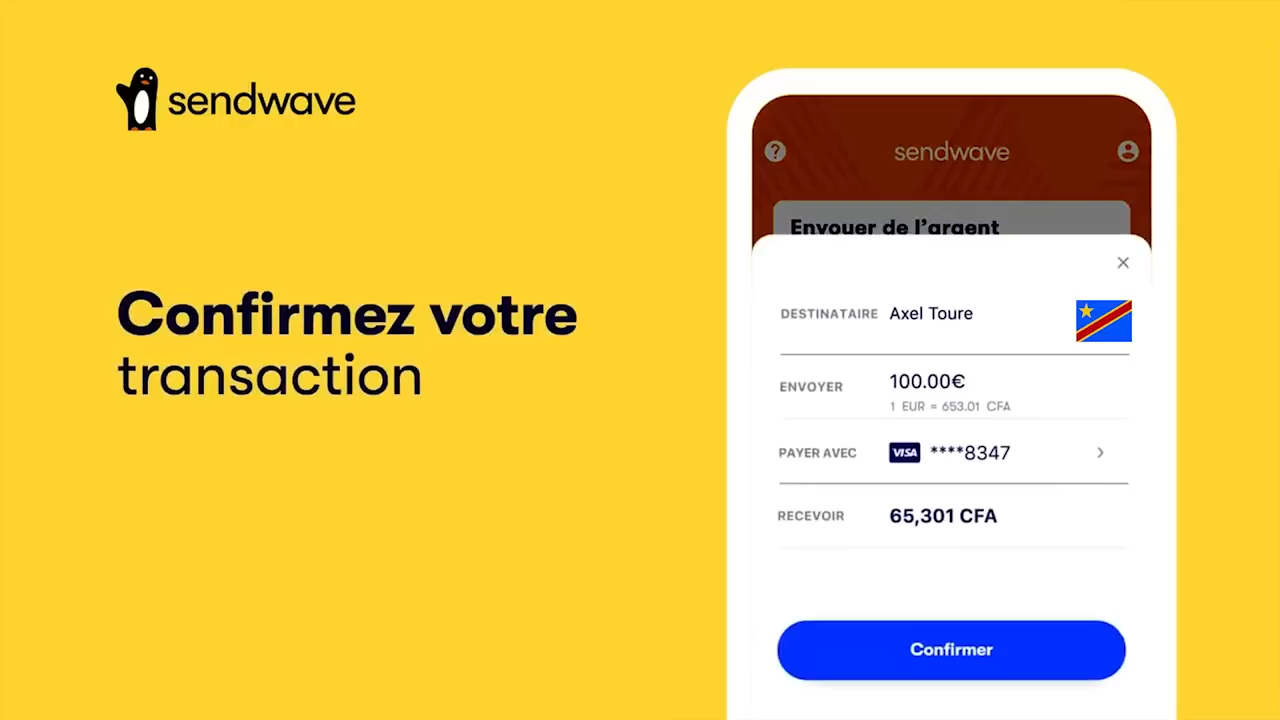 sendwave
Confirmez votre
transaction
?
sendwave
Envoyer de l'argent
DESTINATAIRE Axel Toure
ENVOYER 100.00€
1 EUR = 653.01 CFA
PAYER AVEC VISA ****8347
RECEVOIR 65,301 CFA
Confirmer